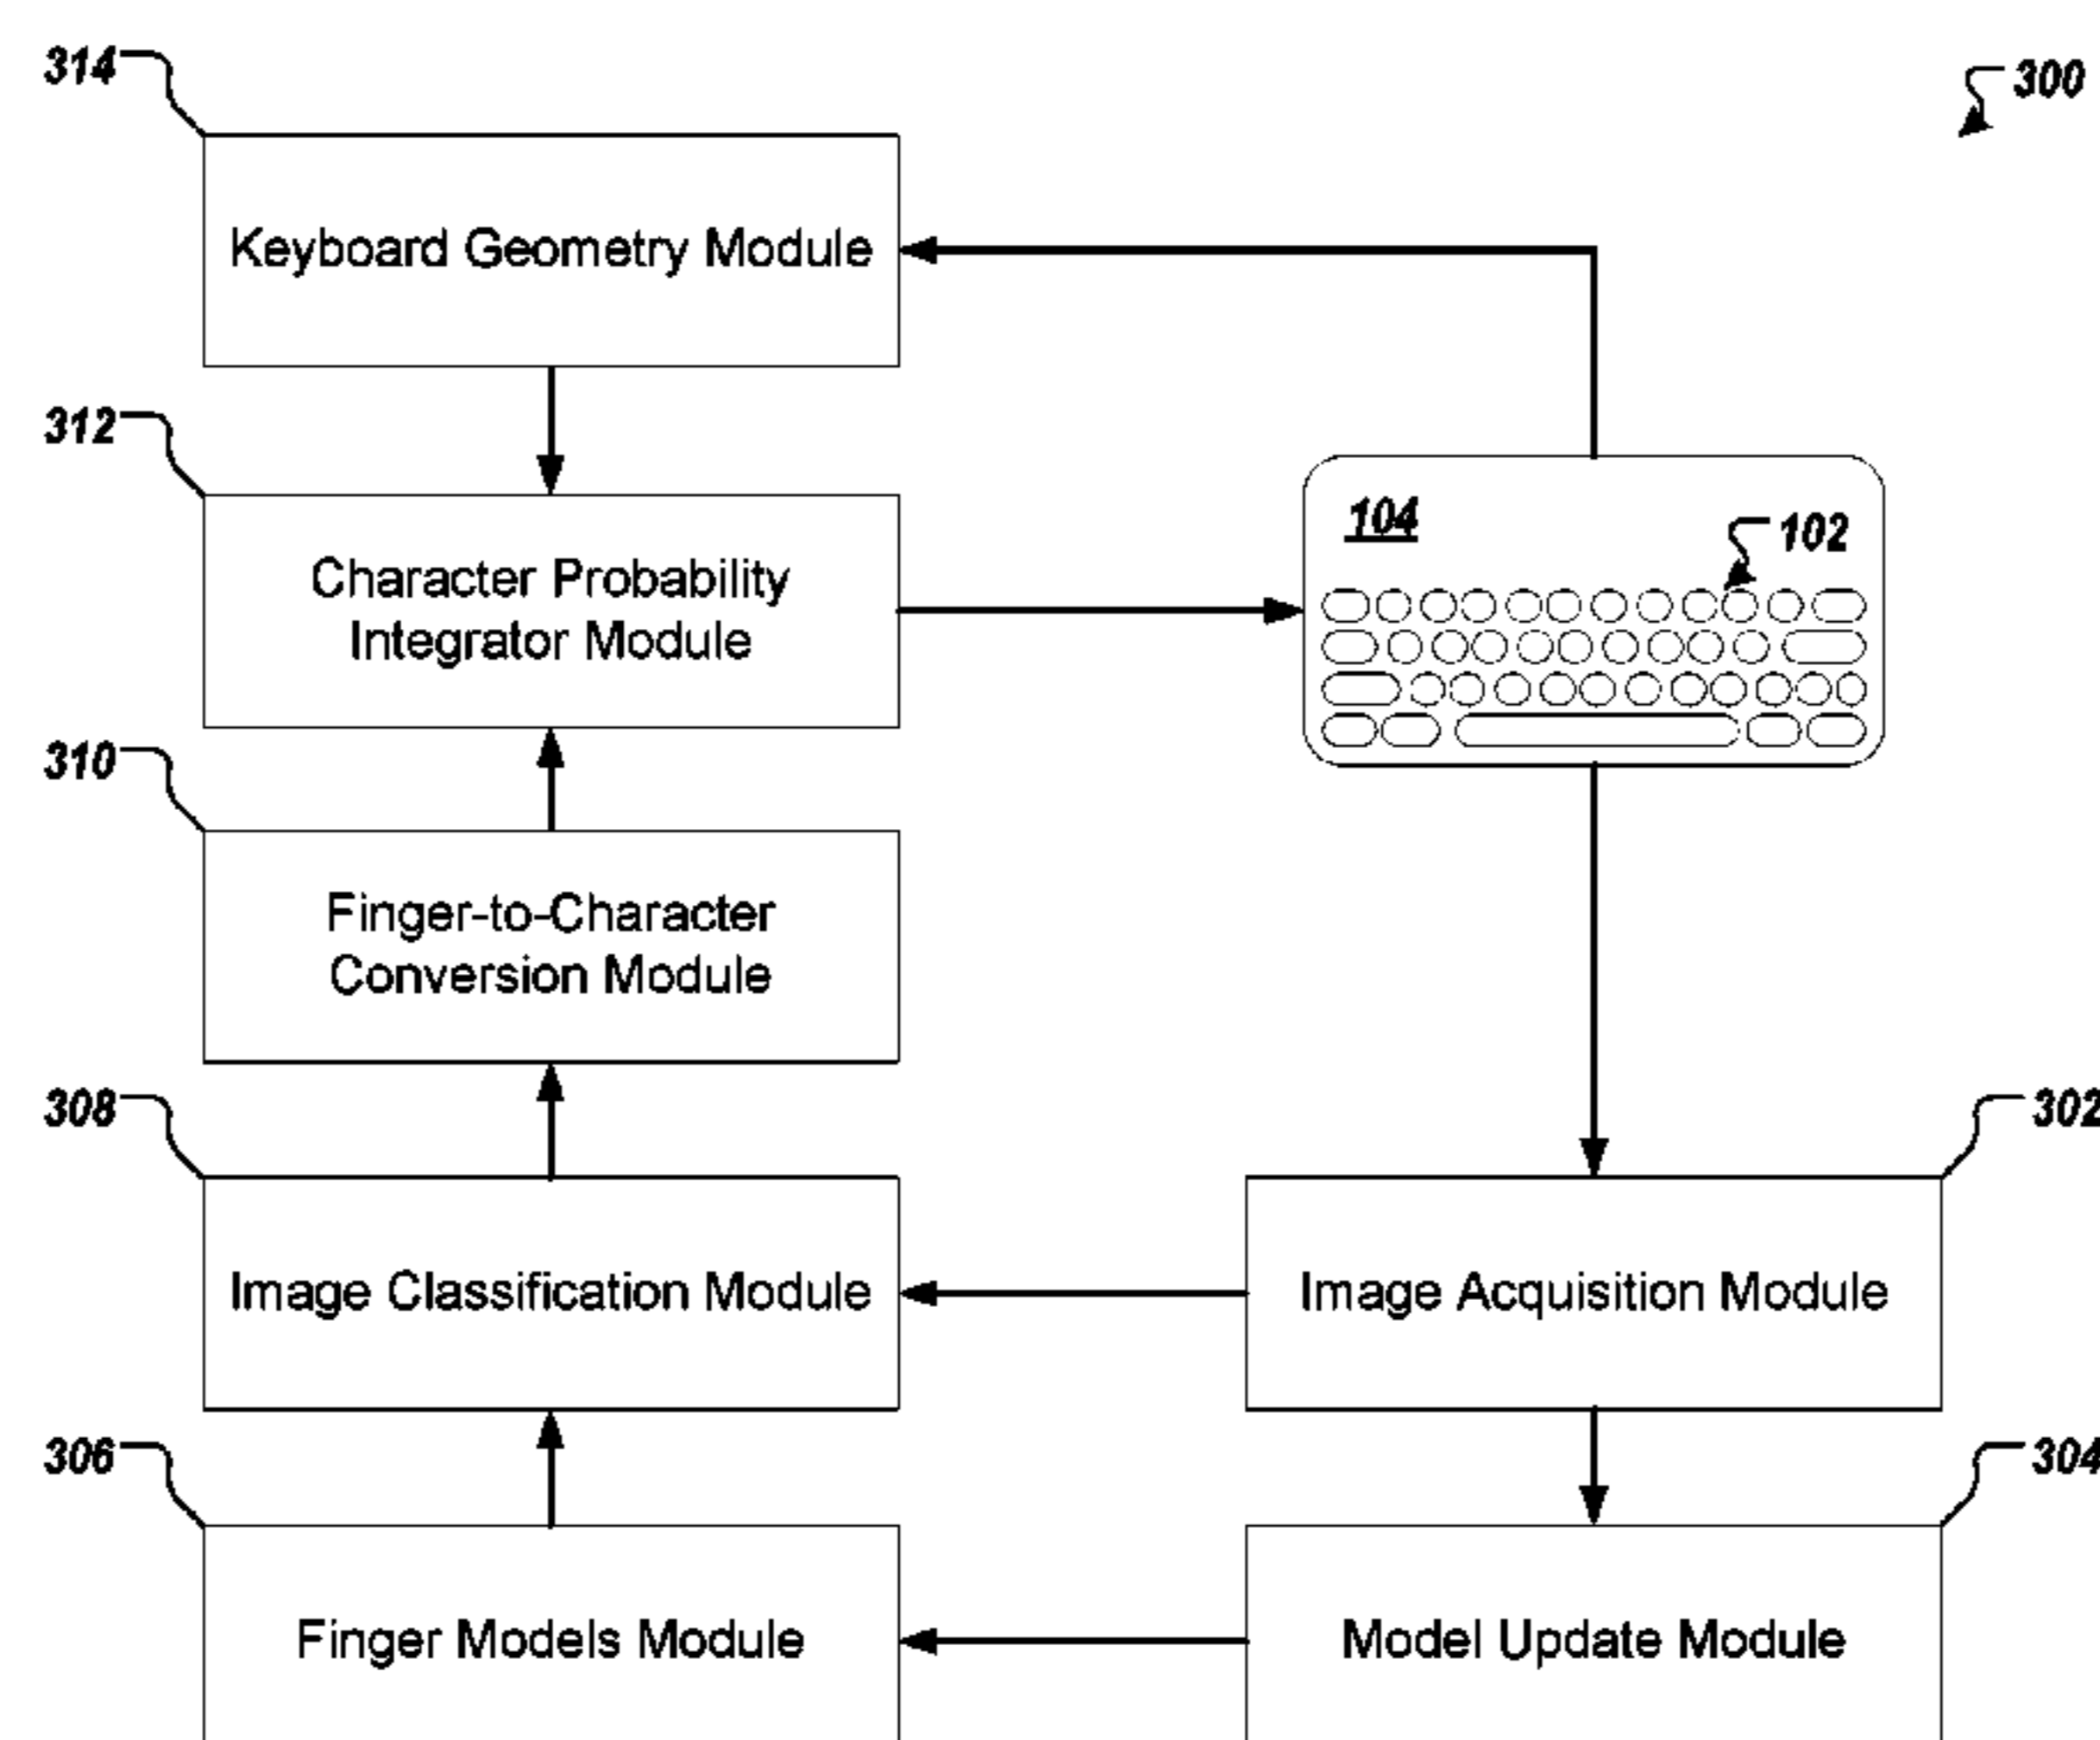 314
300
Keyboard Geometry Module
312
104
102
Character Probability
Integrator Module
310
Finger-to-Character
Conversion Module
308
302
Image Classification Module
Image Acquisition Module
306
304
Finger Models Module
Model Update Module